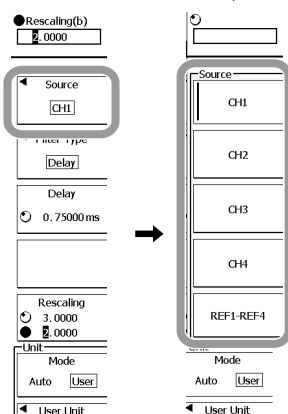 Rescaling(b)
2.0000
Source
CH1
Filter Type
Delay
Delay
0.75000 ms
Rescaling
3.0000
2.0000
Unit
Mode
Auto User
User Unit
Source
CH1
CH2
CH3
CH4
REF1-REF4
Unit
Mode
Auto User
User Unit